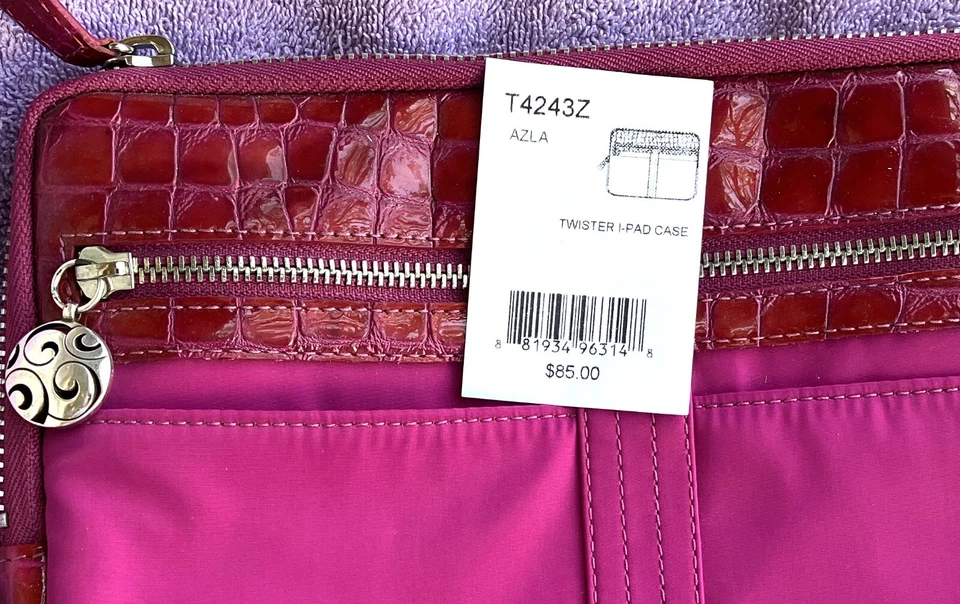 T4243Z
AZLA
TWISTER I-PAD CASE
8 81934 96314 8
$85.00